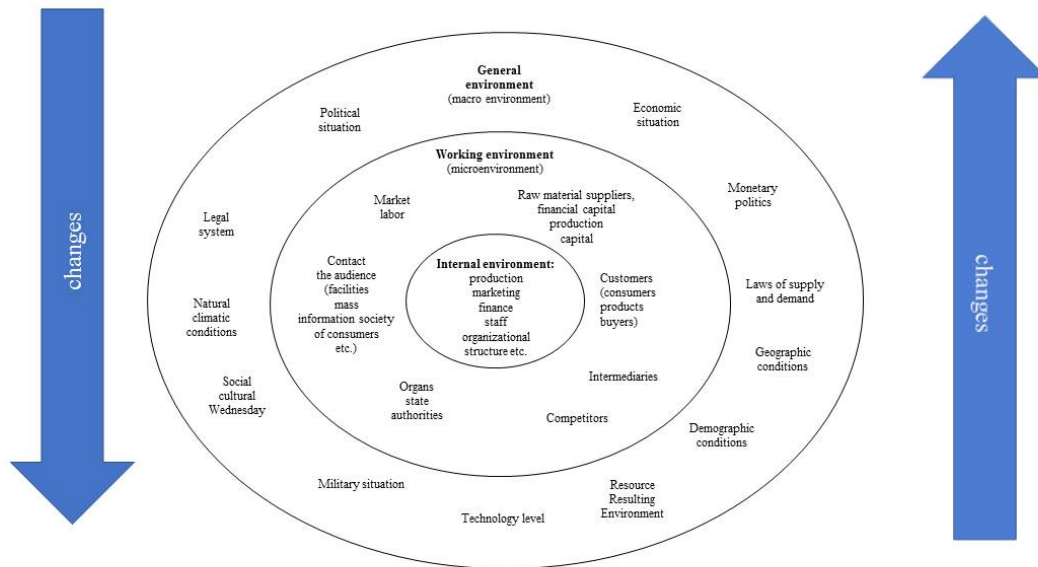 changes
General
environment
(macro environment)
Political
situation
Economic
situation
Working environment
(microenvironment)
Market
labor
Raw material suppliers,
financial capital
production
capital
Monetary
politics
Legal
system
Contact
the audience
(facilities
mass
information society
of consumers
etc.)
Internal environment:
production
marketing
finance
staff
organizational
structure etc.
Customers
(consumers
products
buyers)
Laws of supply
and demand
Natural
climatic
conditions
Geographic
conditions
Social
cultural
Wednesday
Organs
state
authorities
Intermediaries
Competitors
Demographic
conditions
Military situation
Technology level
Resource
Resulting
Environment
changes